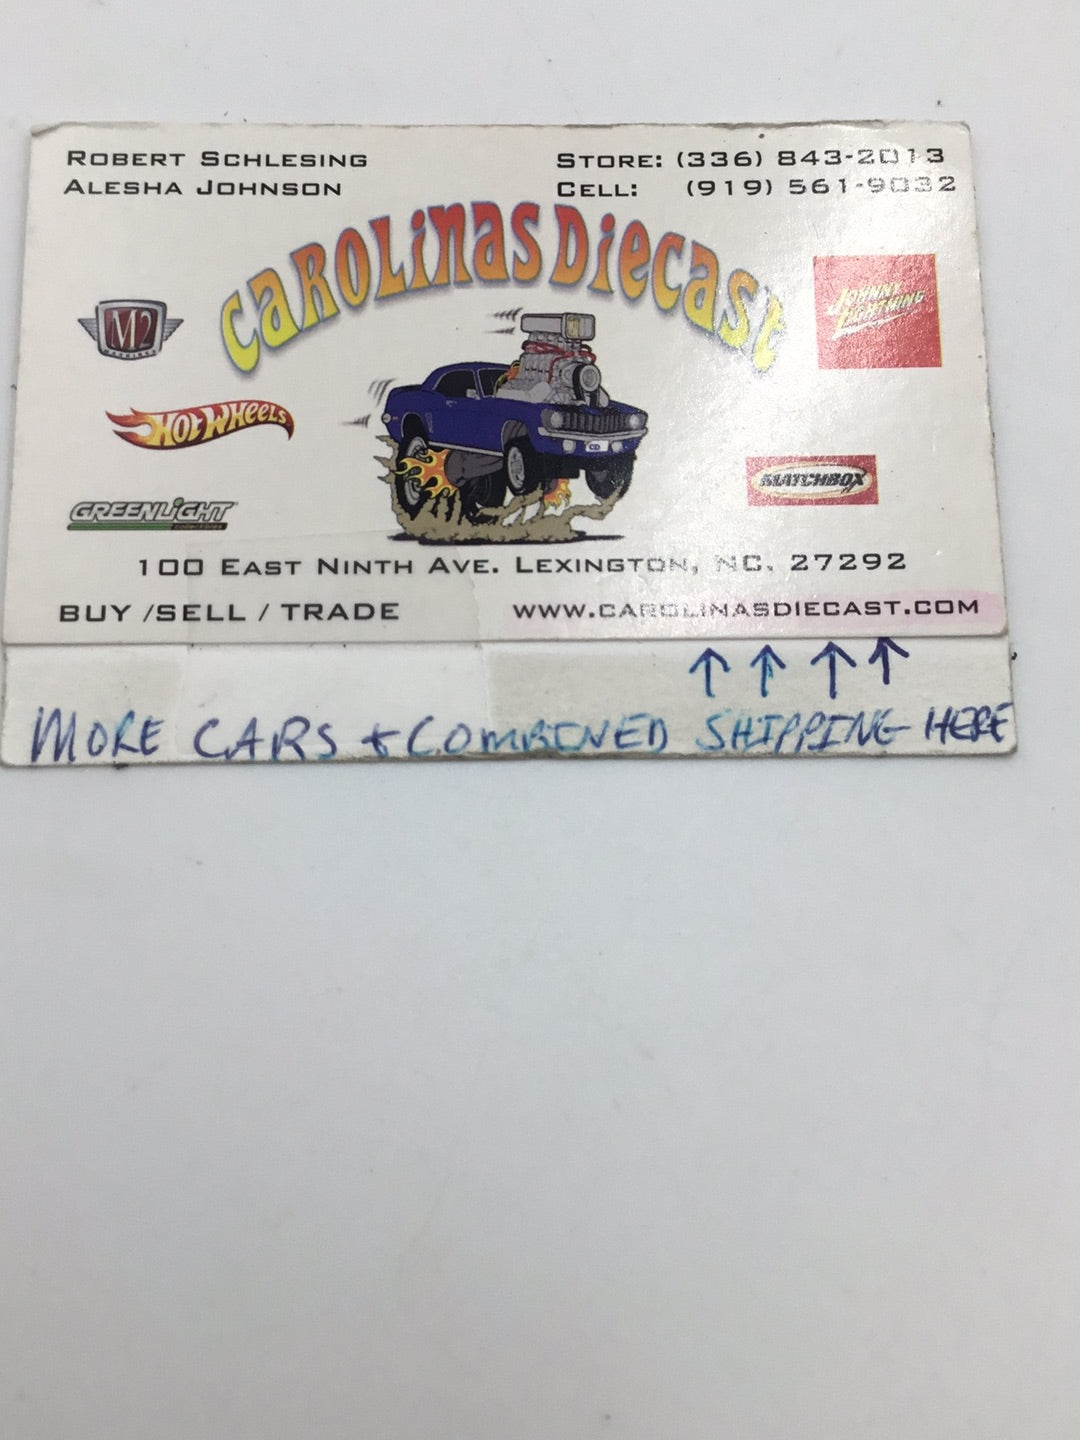 ROBERT SCHLESING
ALESHA JOHNSON
STORE: (336) 843-2013
CELL: (919) 561-9032
CAROLINAS DIECAST
M2
MACHINES
JOHNNY LIGHTNING
HOT WHEELS
MATCHBOX
GREENLIGHT
COLLECTIBLES
100 EAST NINTH AVE. LEXINGTON, NC. 27292
BUY /SELL / TRADE WWW.CAROLINASDIECAST.COM
MORE CARS + COMBINED SHIPPING HERE